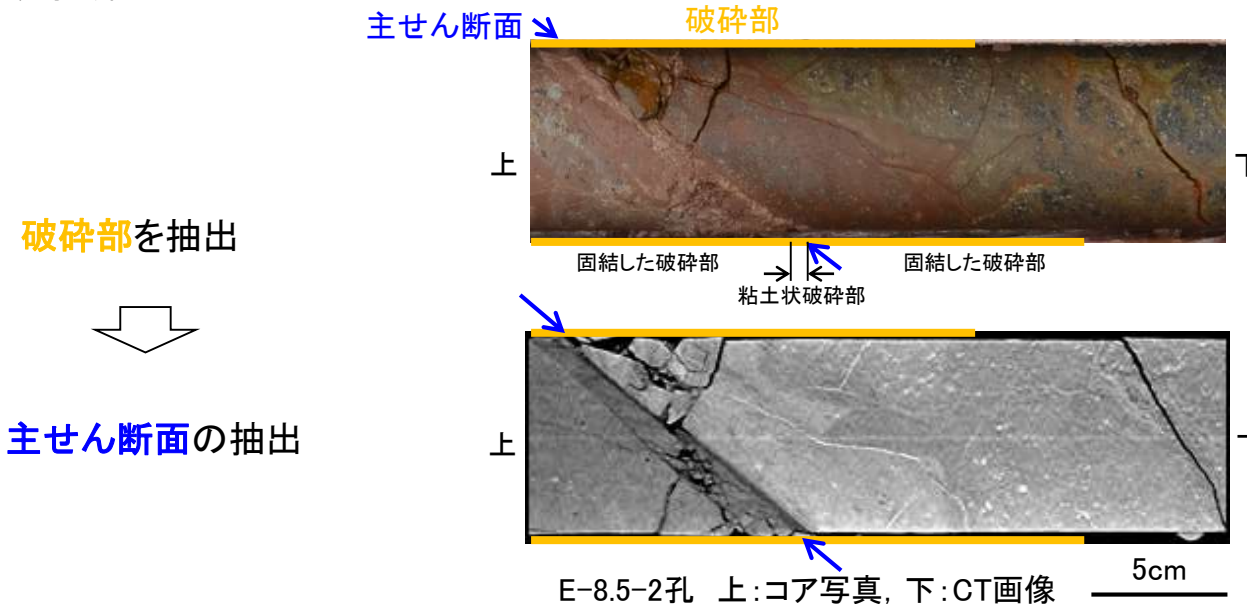 主せん断面
破砕部
上
下
破砕部を抽出
固結した破砕部
固結した破砕部
粘土状破砕部
主せん断面の抽出
上
E-8.5-2孔 上:コア写真, 下:CT画像
5cm